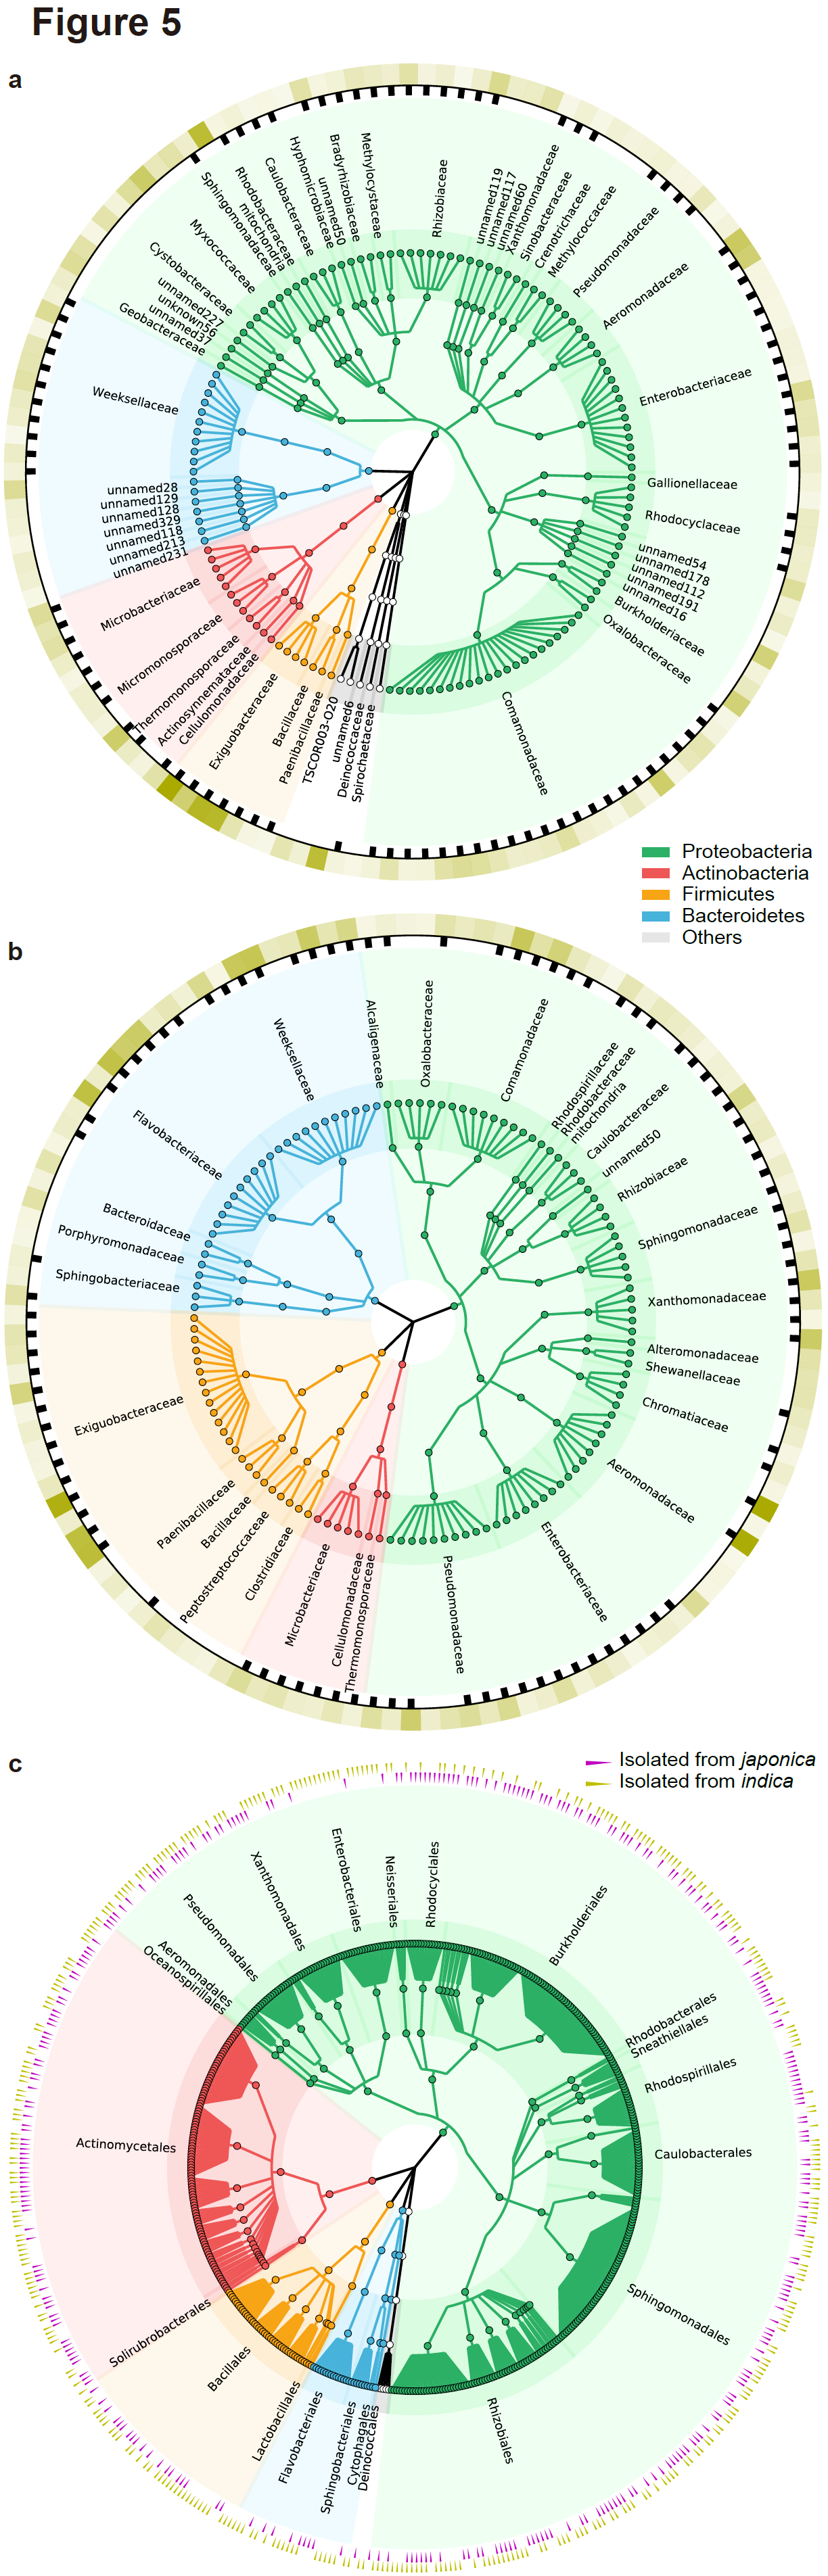 Figure 5
a
Methylocystaceae
Bradyrhizobiaceae
unnamed50
Hyphomicrobiaceae
Caulobacteraceae
Rhodobacteraceae
mitochondria
Sphingomonadaceae
Myxococcaceae
Cystobacteraceae
unnamed227
unknown56
unnamed37
Geobacteraceae
Rhizobiaceae
unnamed119
unnamed117
unnamed60
Xanthomonadaceae
Sinobacteraceae
Crenotrichaceae
Methylococcaceae
Pseudomonadaceae
Aeromonadaceae
Enterobacteriaceae
Gallionellaceae
Rhodocyclaceae
unnamed54
unnamed178
unnamed112
unnamed191
unnamed16
Burkholderiaceae
Oxalobacteraceae
Comamonadaceae
Weeksellaceae
unnamed28
unnamed129
unnamed128
unnamed329
unnamed118
unnamed213
unnamed231
Microbacteriaceae
Micromonosporaceae
Thermomonosporaceae
Actinosynnemataceae
Cellulomonadaceae
Exiguobacteraceae
Bacillaceae
Paenibacillaceae
TSCOR003-O20
unnamed6
Deinococcaceae
Spirochaetaceae
Proteobacteria
Actinobacteria
Firmicutes
Bacteroidetes
Others
b
Alcaligenaceae
Oxalobacteraceae
Comamonadaceae
Rhodospirillaceae
Rhodobacteraceae
mitochondria
Caulobacteraceae
unnamed50
Rhizobiaceae
Sphingomonadaceae
Xanthomonadaceae
Alteromonadaceae
Shewanellaceae
Chromatiaceae
Aeromonadaceae
Enterobacteriaceae
Pseudomonadaceae
Weeksellaceae
Flavobacteriaceae
Bacteroidaceae
Porphyromonadaceae
Sphingobacteriaceae
Exiguobacteraceae
Paenibacillaceae
Bacillaceae
Peptostreptococcaceae
Clostridiaceae
Microbacteriaceae
Cellulomonadaceae
Thermomonosporaceae
c
Isolated from japonica
Isolated from indica
Rhodocyclales
Neisseriales
Enterobacteriales
Xanthomonadales
Pseudomonadales
Aeromonadales
Oceanospirillales
Burkholderiales
Rhodobacterales
Sneathiellales
Rhodospirillales
Caulobacterales
Sphingomonadales
Rhizobiales
Actinomycetales
Solirubrobacterales
Bacillales
Lactobacillales
Flavobacteriales
Sphingobacteriales
Cytophagales
Deinococcales